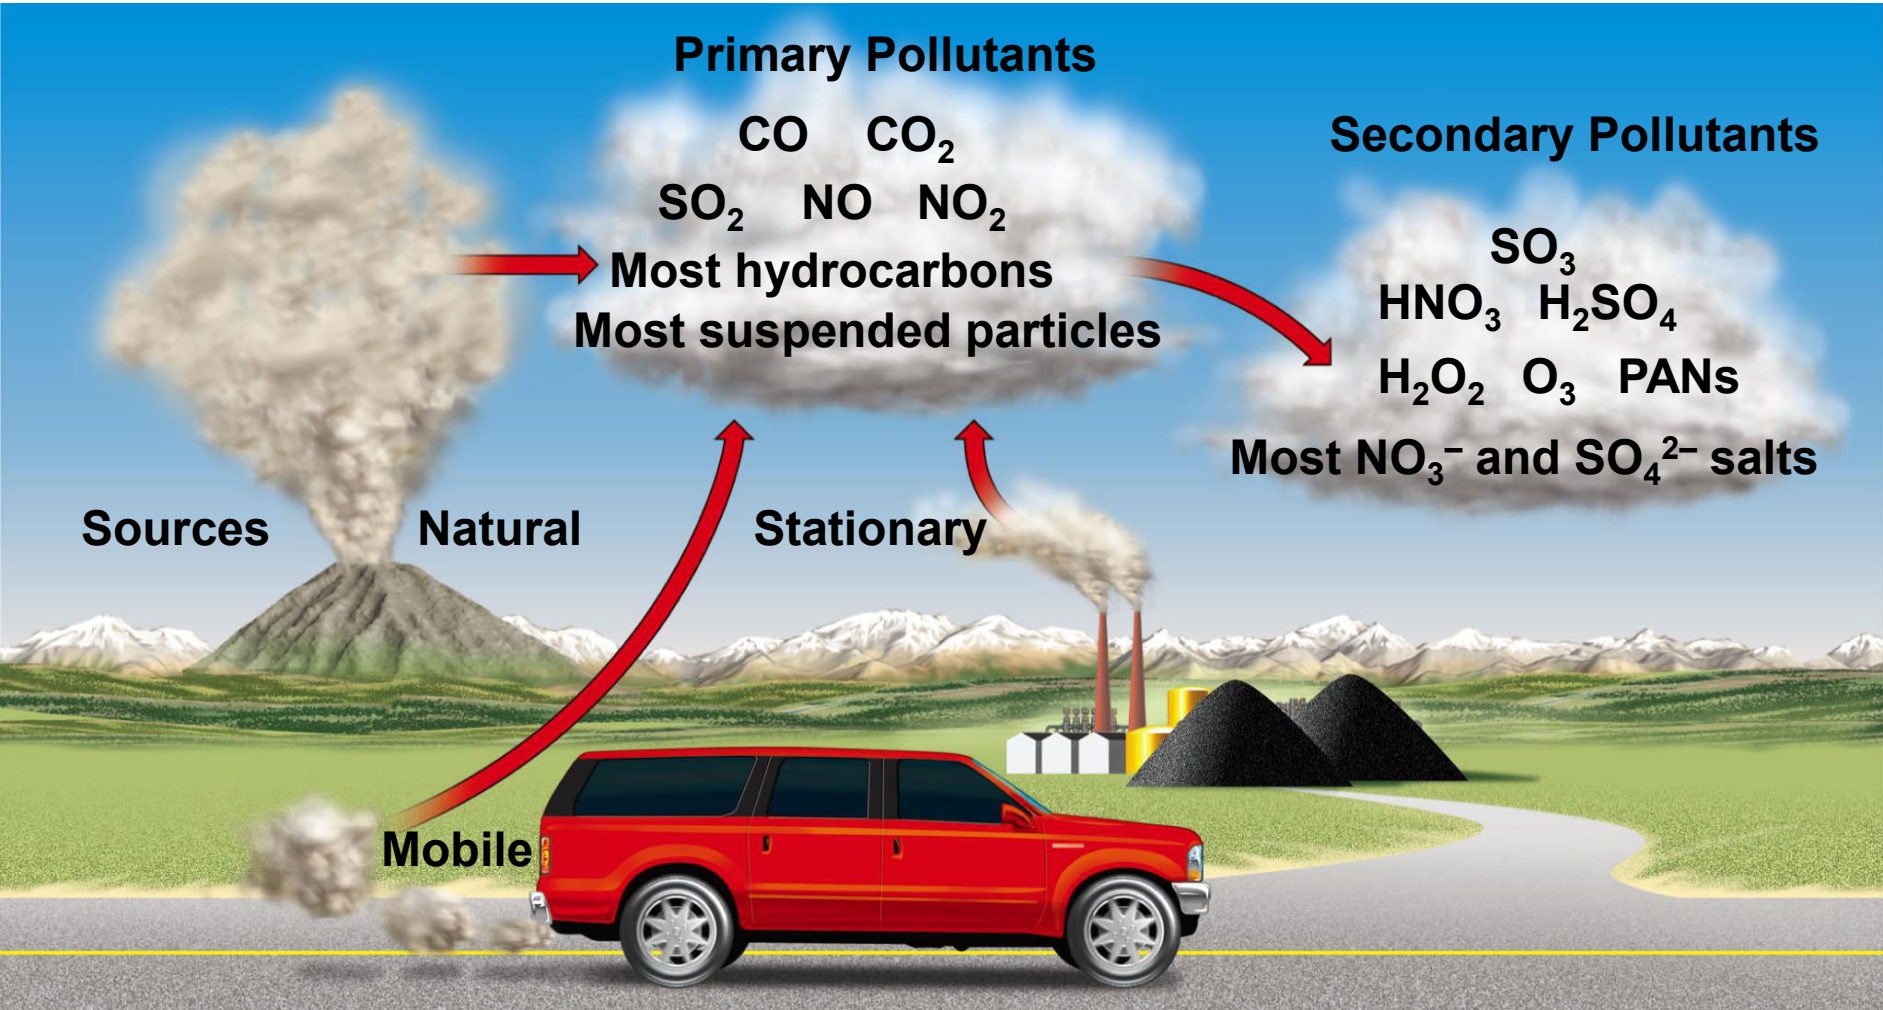 Primary Pollutants
CO CO₂
SO₂ NO NO₂
Most hydrocarbons
Most suspended particles
Secondary Pollutants
SO₃
HNO₃ H₂SO₄
H₂O₂ O₃ PANs
Most NO₃⁻ and SO₄²⁻ salts
Sources
Natural
Stationary
Mobile